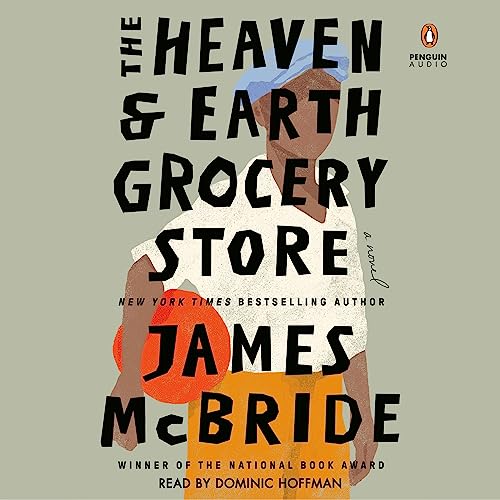 THE HEAVEN
& EARTH
GROCERY
STORE
a novel
NEW YORK TIMES BESTSELLING AUTHOR
JAMES
McBRIDE
WINNER OF THE NATIONAL BOOK AWARD
READ BY DOMINIC HOFFMAN
PENGUIN
AUDIO